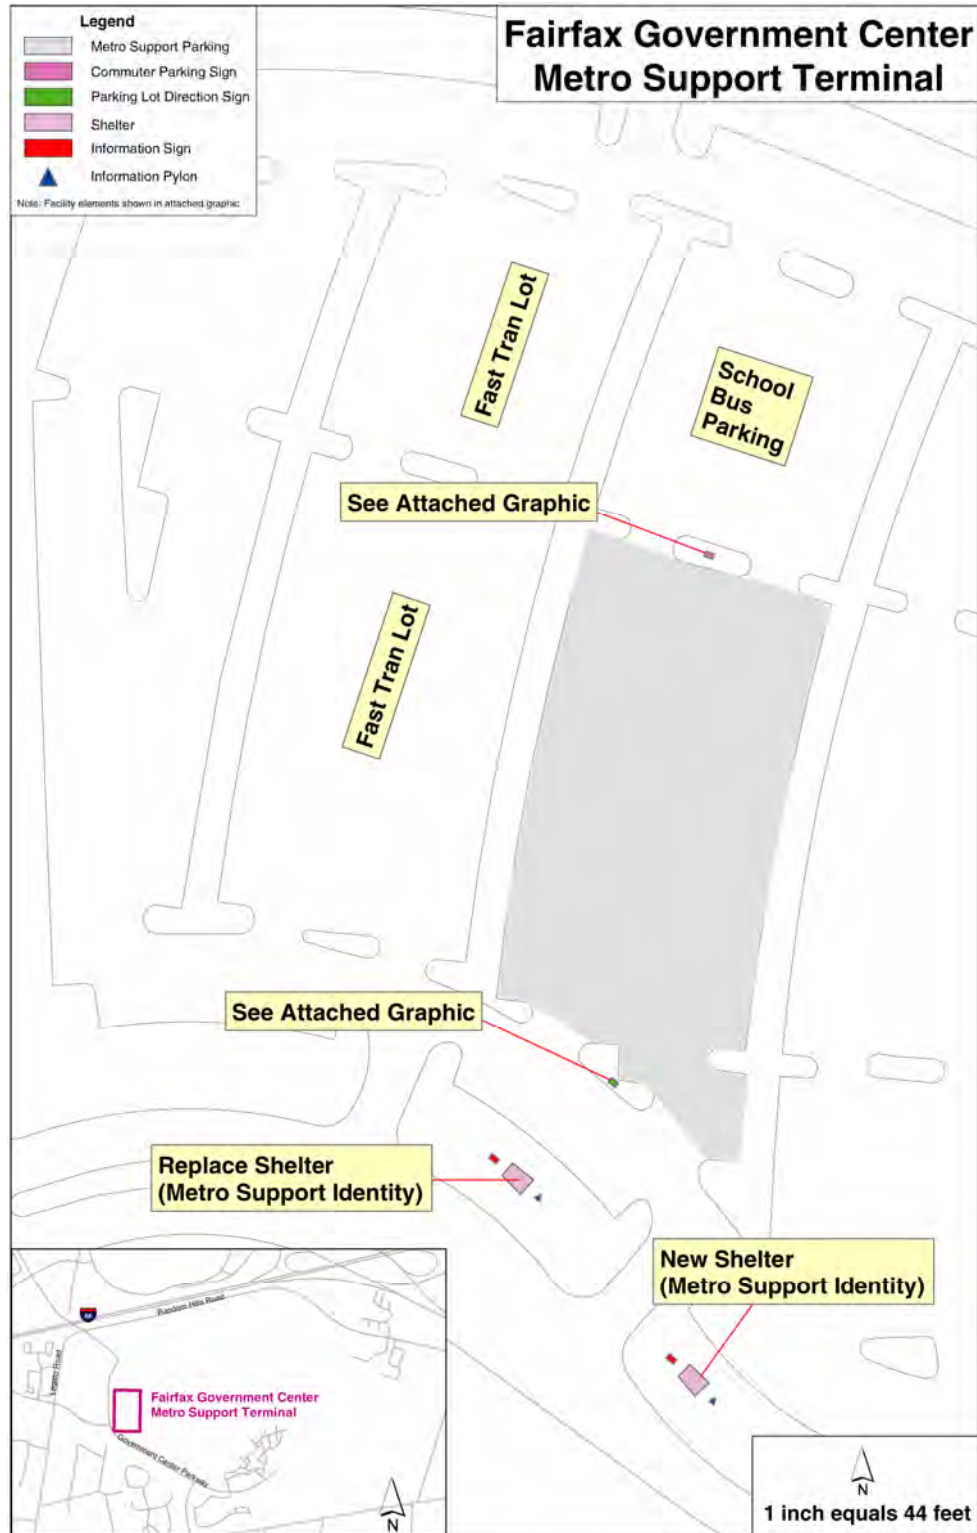 Fairfax Government Center
Metro Support Terminal
Legend
Metro Support Parking
Commuter Parking Sign
Parking Lot Direction Sign
Shelter
Information Sign
Information Pylon
Note: Facility elements shown in attached graphic
Fast Tran Lot
School
Bus
Parking
See Attached Graphic
Fast Tran Lot
See Attached Graphic
Replace Shelter
(Metro Support Identity)
New Shelter
(Metro Support Identity)
Random Hills Road
66
Legato Road
Fairfax Government Center
Metro Support Terminal
Government Center Parkway
N
N
1 inch equals 44 feet